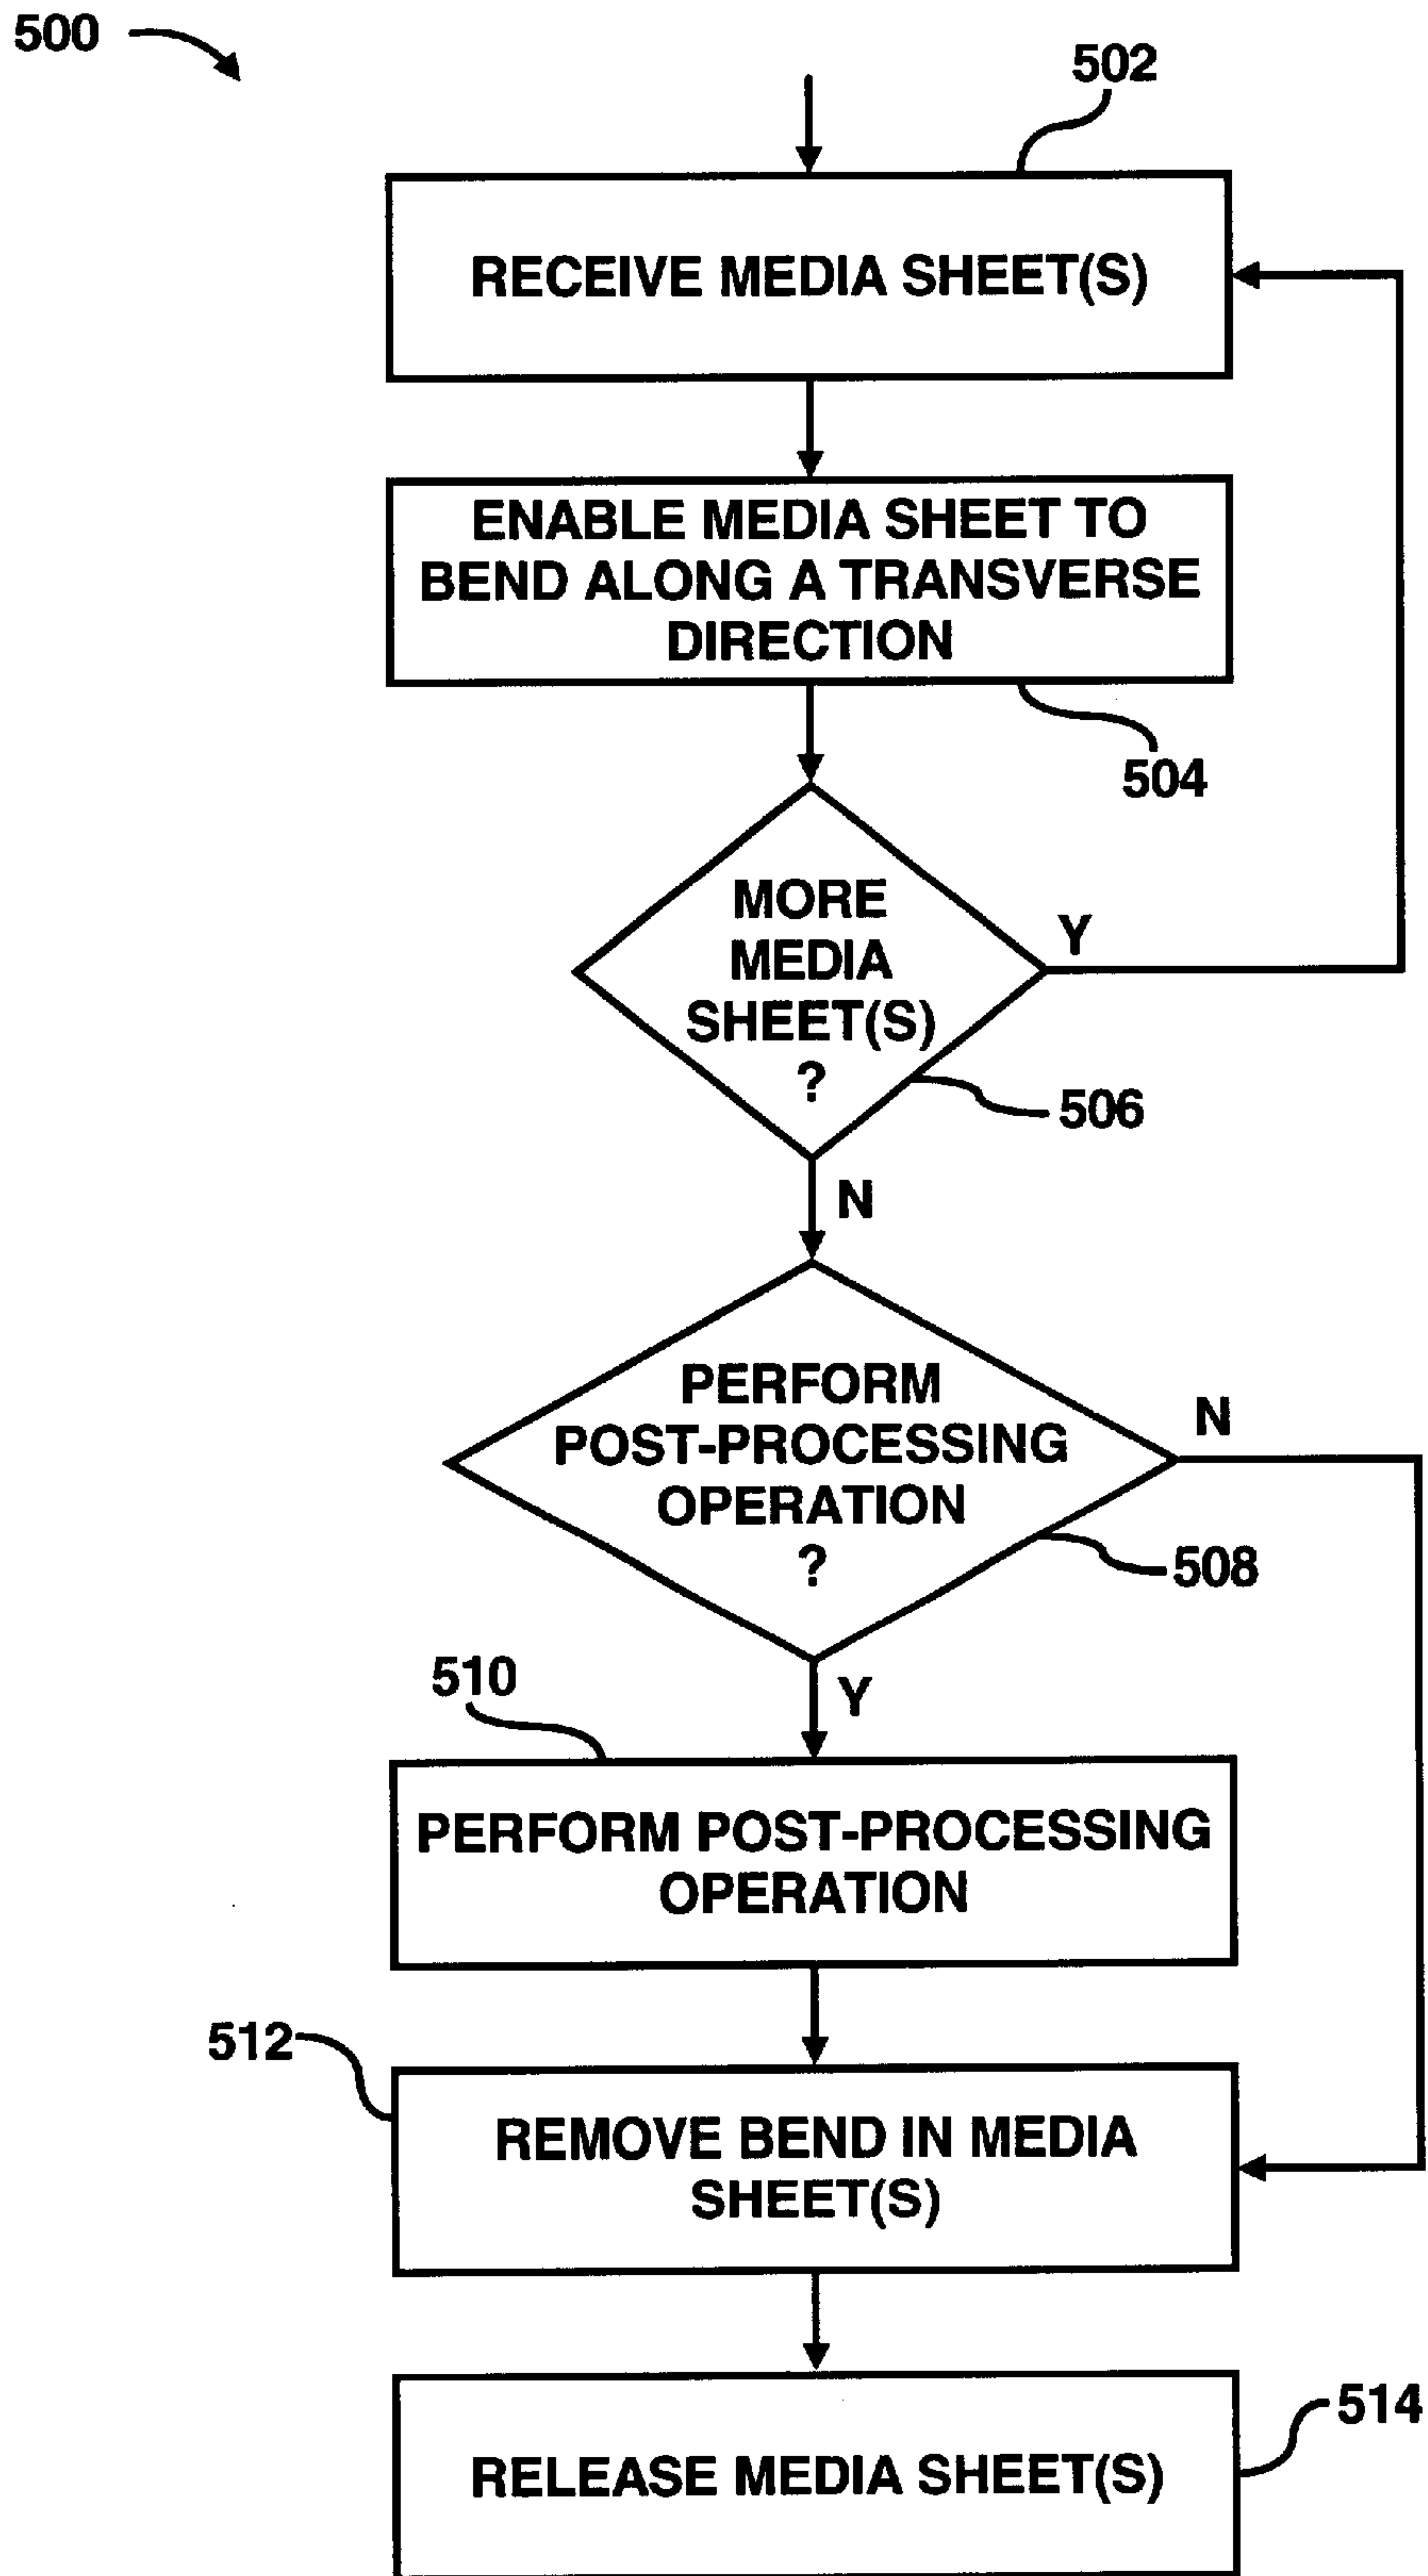 500
502
RECEIVE MEDIA SHEET(S)
ENABLE MEDIA SHEET TO
BEND ALONG A TRANSVERSE
DIRECTION
504
MORE
MEDIA
SHEET(S)
?
Y
506
N
PERFORM
POST-PROCESSING
OPERATION
?
N
508
510
Y
PERFORM POST-PROCESSING
OPERATION
512
REMOVE BEND IN MEDIA
SHEET(S)
514
RELEASE MEDIA SHEET(S)